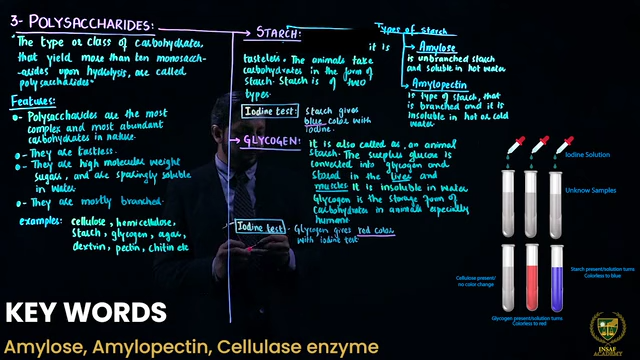 3- POLYSACCHARIDES:
"The type or class of carbohydrates,
that yield more than ten monosacch-
-arides upon hydrolysis, are called
polysaccharides"
Features:
Polysaccharides are the most
complex and most abundant
carbohydrates in nature.
They are tastless.
They are high molecular weight
sugars, and are sparingly soluble
in water.
They are mostly branched.
examples: cellulose, hemicellulose,
starch, glycogen, agar,
dextrin, pectin, chitin etc
STARCH:
it is
tasteless. The animals take
carbohydrates in the form of
starch. Starch is of two
types.
Iodine test: Starch gives
blue color with
iodine.
GLYCOGEN:
it is also called as, an animal
starch. The surplus glucose is
converted into glycogen and
stored in the liver and
muscles. It is insoluble in water
Glycogen is the storage form of
carbohydrates in animals especially
humans.
Iodine test: Glycogen gives red color
with iodine test
Types of starch
Amylose
is unbranched starch
and soluble in hot water.
Amylopectin
is type of starch, that
is branched and it is
insoluble in hot or cold
water
Iodine Solution
Unknow Samples
Cellulose present/
no color change
Starch present/solution turns
Colorless to blue
Glycogen present/solution turns
Colorless to red
KEY WORDS
Amylose, Amylopectin, Cellulase enzyme
INSAF
ACADEMY